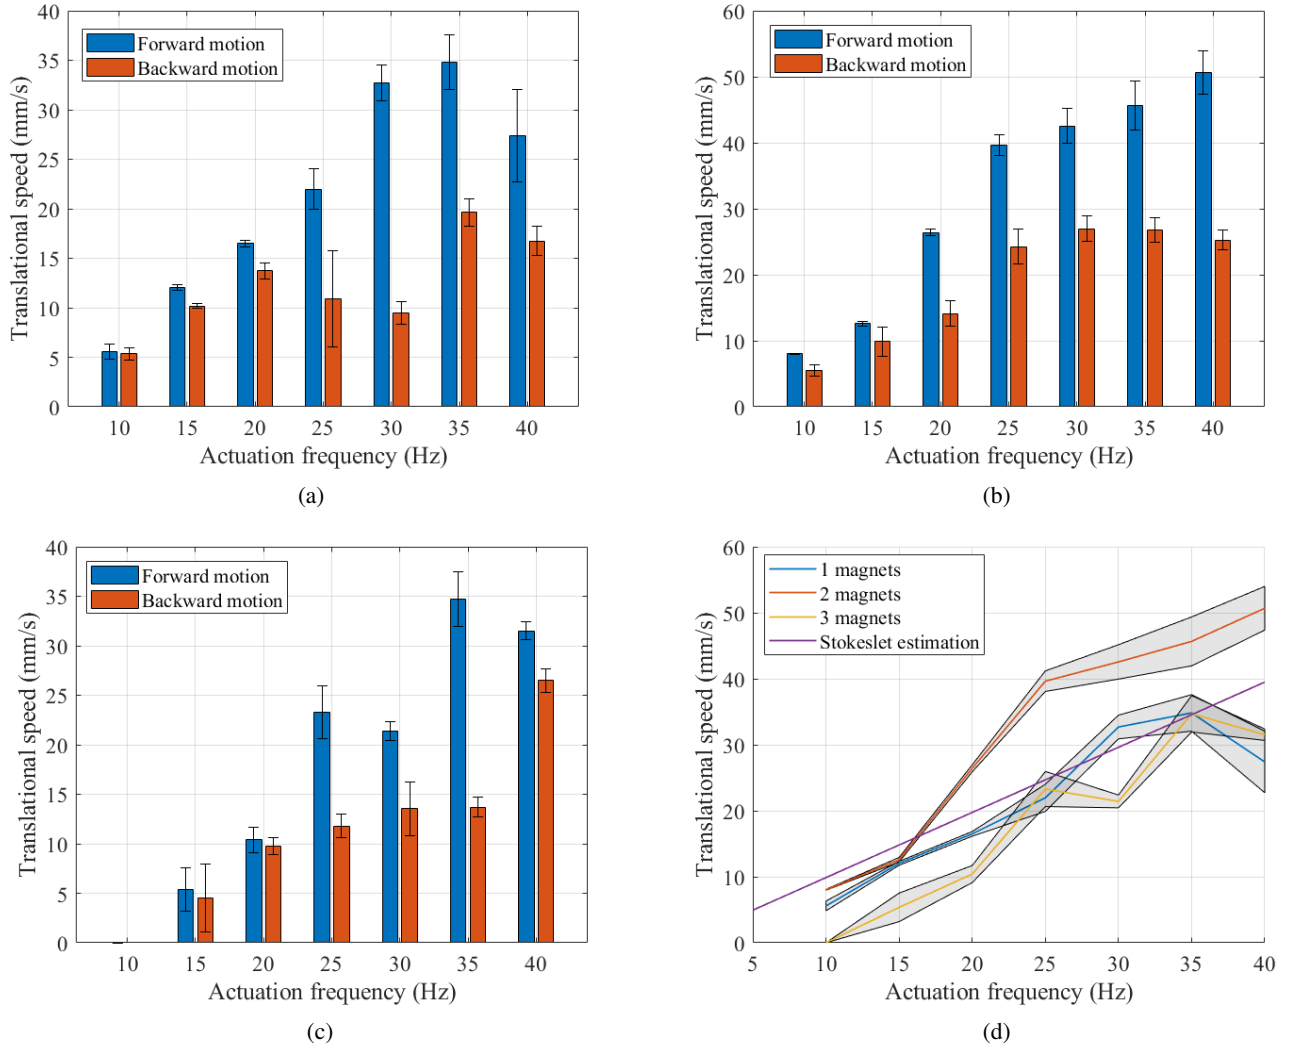 40
35
30
25
20
15
10
5
0
Translational speed (mm/s)
Forward motion
Backward motion
10 15 20 25 30 35 40
Actuation frequency (Hz)
(a)
60
50
40
30
20
10
0
Translational speed (mm/s)
Forward motion
Backward motion
10 15 20 25 30 35 40
Actuation frequency (Hz)
(b)
40
35
30
25
20
15
10
5
0
Translational speed (mm/s)
Forward motion
Backward motion
10 15 20 25 30 35 40
Actuation frequency (Hz)
(c)
60
50
40
30
20
10
0
Translational speed (mm/s)
1 magnets
2 magnets
3 magnets
Stokeslet estimation
5 10 15 20 25 30 35 40
Actuation frequency (Hz)
(d)